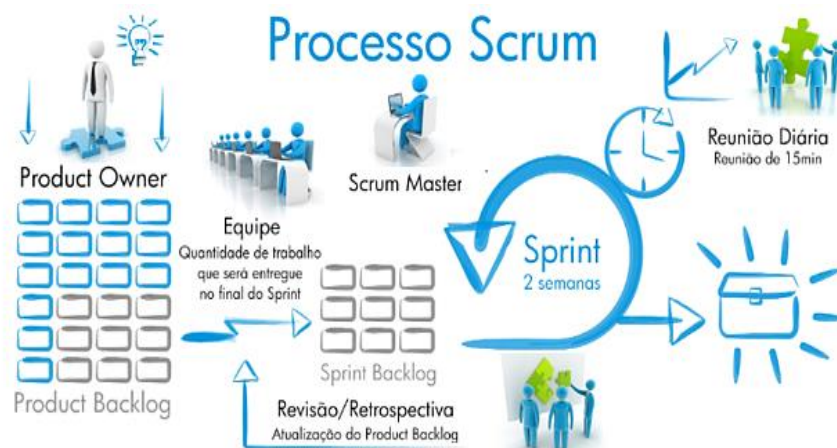 Processo Scrum
Product Owner
Equipe
Quantidade de trabalho
que será entregue
no final do Sprint
Scrum Master
Reunião Diária
Reunião de 15min
Sprint
2 semanas
Product Backlog
Sprint Backlog
Revisão/Retrospectiva
Atualização do Product Backlog